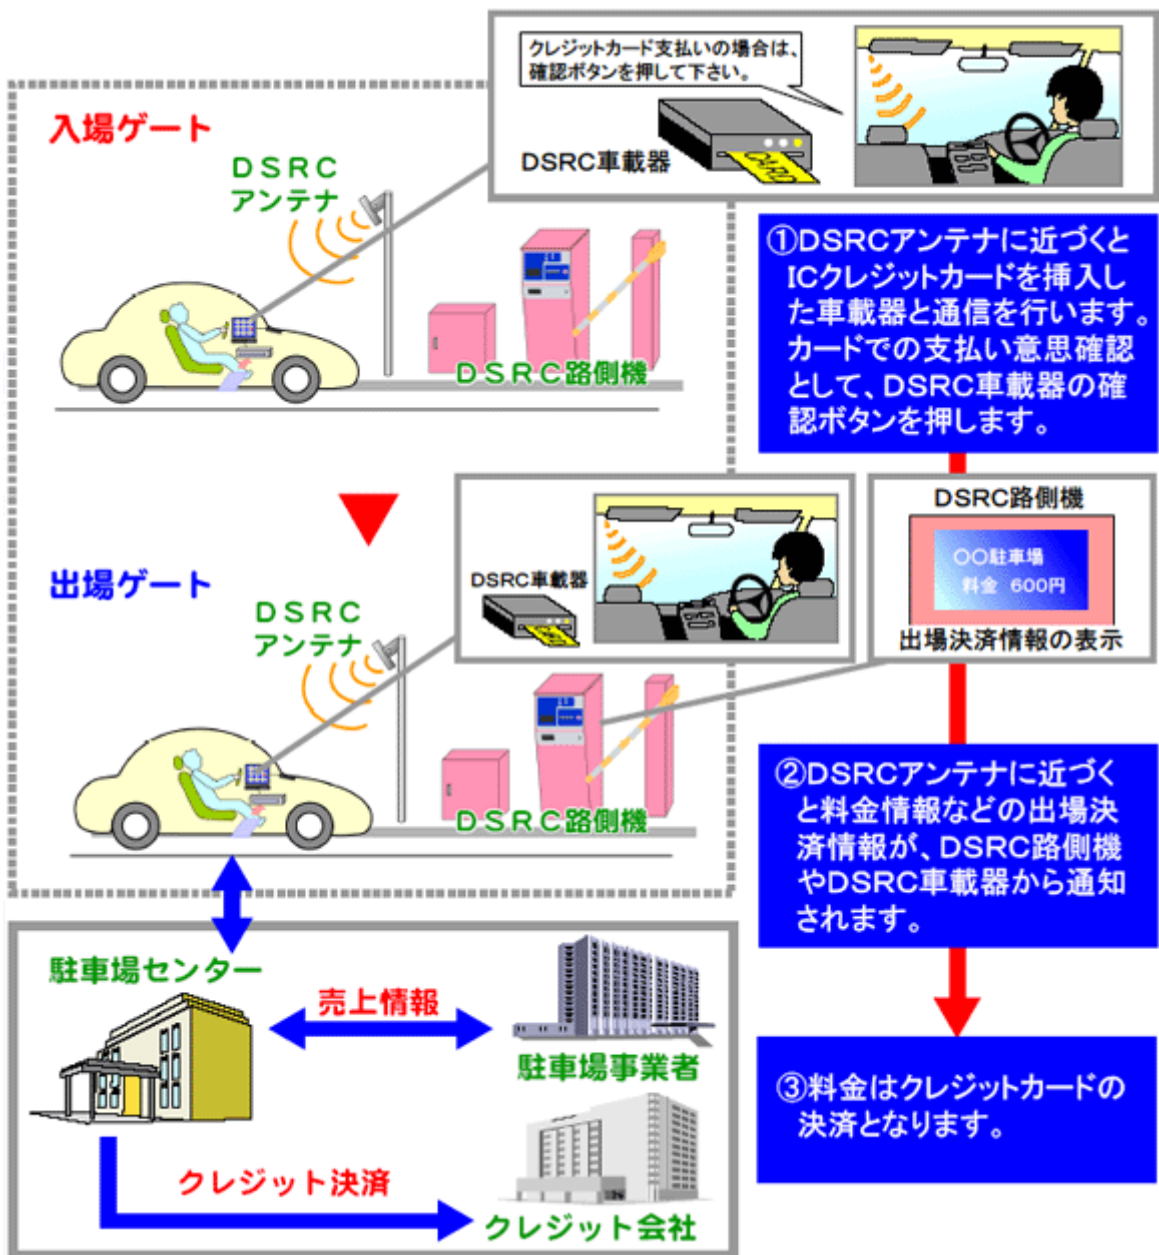 クレジットカード支払いの場合は、
確認ボタンを押して下さい。
DSRC車載器
CARD
入場ゲート
DSRC
アンテナ
DSRC路側機
①DSRCアンテナに近づくと
ICクレジットカードを挿入し
た車載器と通信を行います。
カードでの支払い意思確認
として、DSRC車載器の確
認ボタンを押します。
DSRC車載器
DSRC路側機
〇〇駐車場
料金 600円
出場決済情報の表示
出場ゲート
DSRC
アンテナ
DSRC路側機
②DSRCアンテナに近づく
と料金情報などの出場決
済情報が、DSRC路側機
やDSRC車載器から通知
されます。
駐車場センター
売上情報
駐車場事業者
クレジット決済
クレジット会社
③料金はクレジットカードの
決済となります。